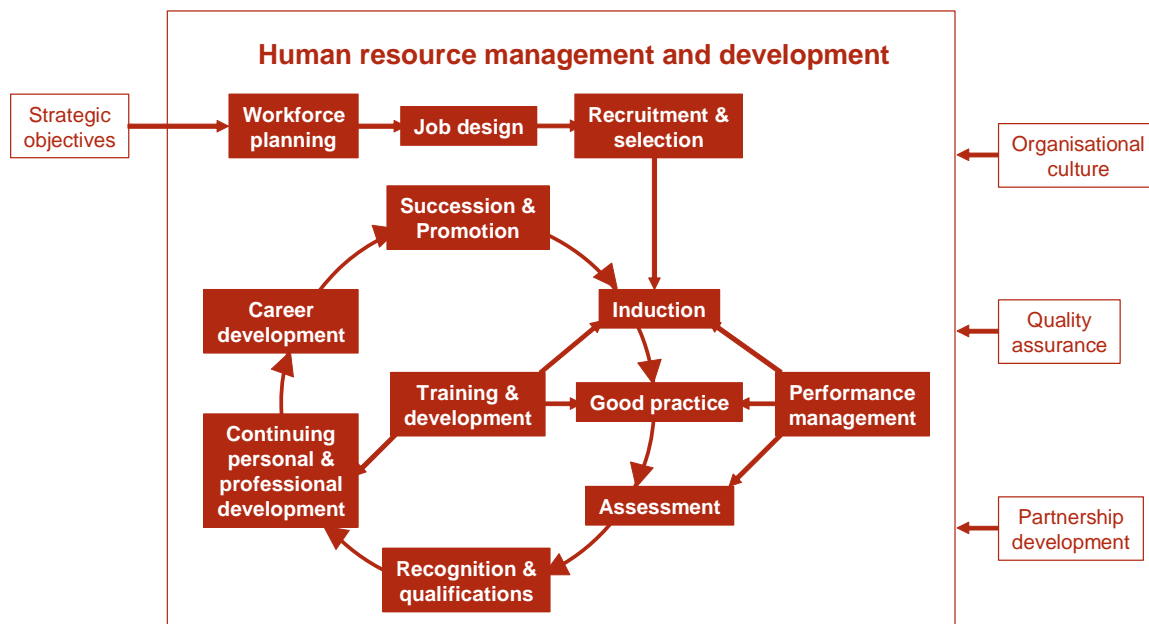 Human resource management and development
Strategic
objectives
Workforce
planning
Job design
Recruitment &
selection
Organisational
culture
Succession &
Promotion
Career
development
Induction
Quality
assurance
Training &
development
Good practice
Performance
management
Continuing
personal &
professional
development
Assessment
Partnership
development
Recognition &
qualifications